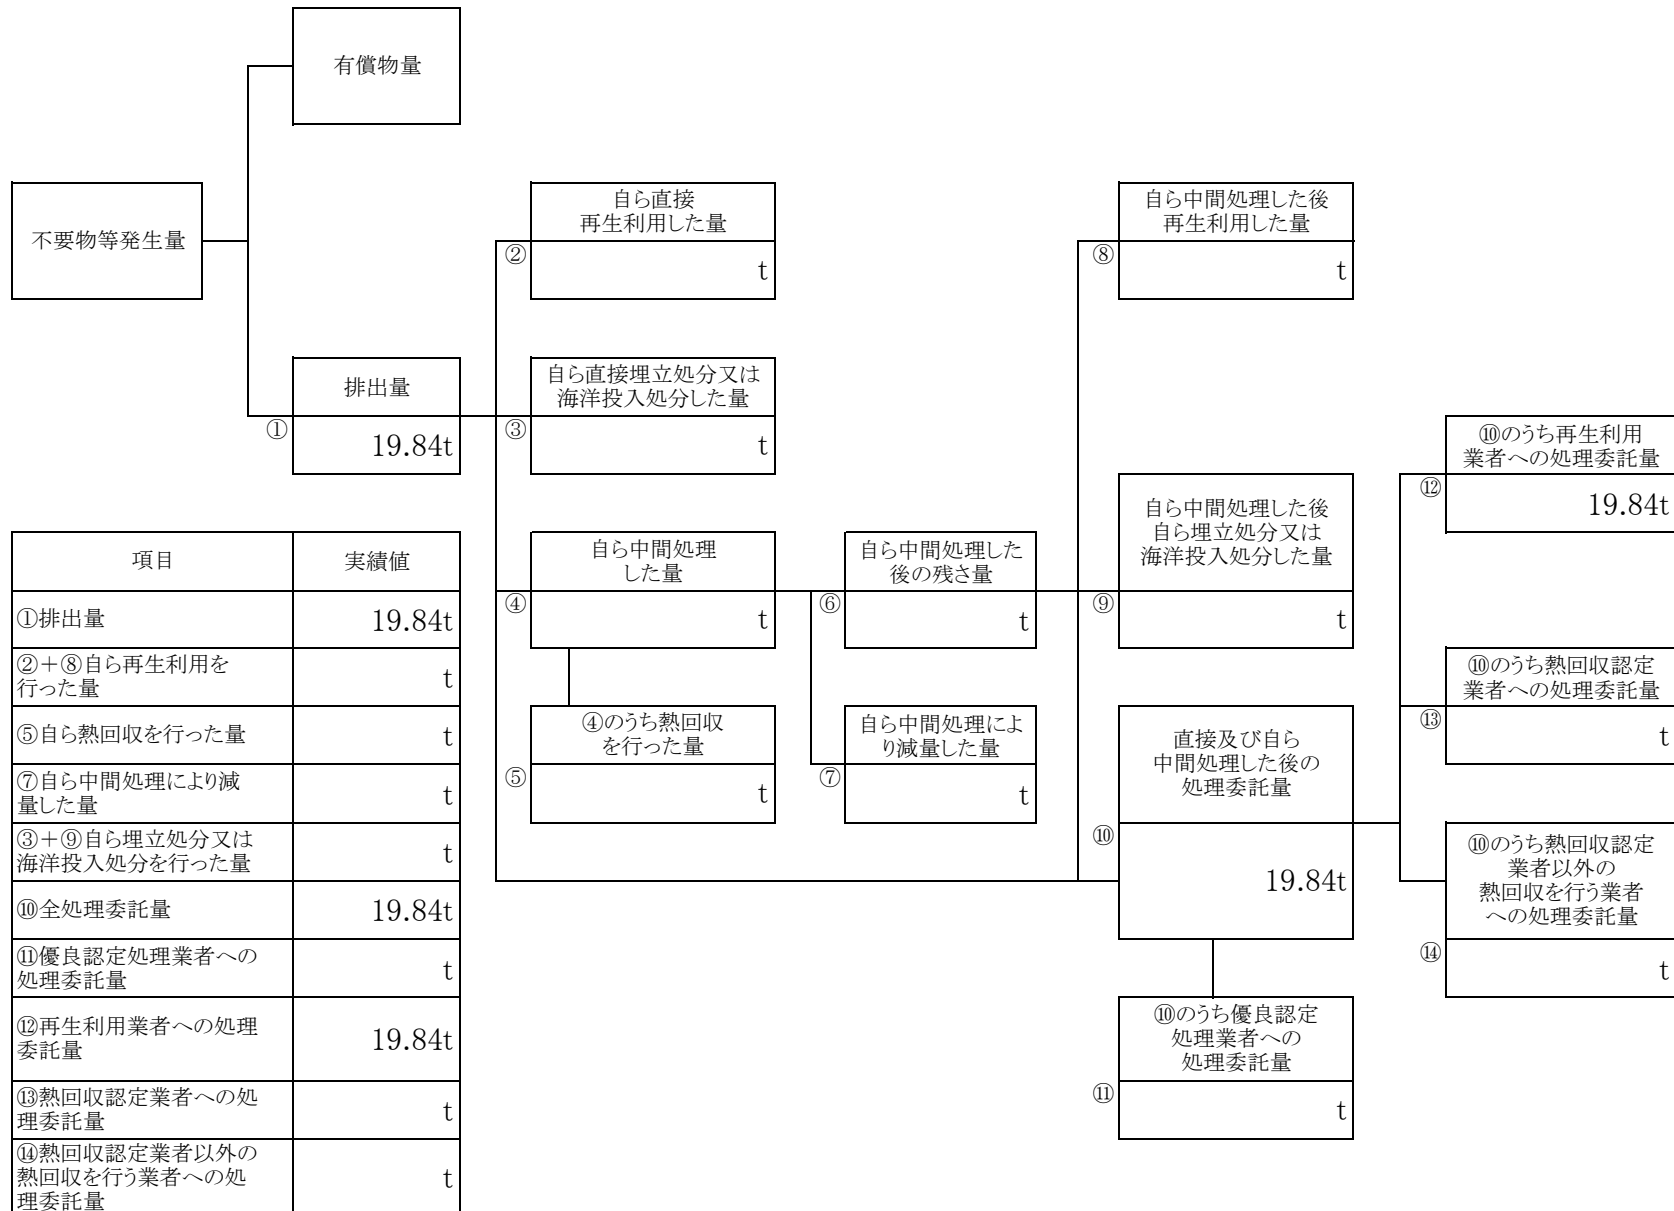 有償物量
不要物等発生量
自ら直接
再生利用した量
②
t
自ら中間処理した後
再生利用した量
⑧
t
排出量
①
19.84t
自ら直接埋立処分又は
海洋投入処分した量
③
t
⑩のうち再生利用
業者への処理委託量
⑫
19.84t
自ら中間処理
した量
④
t
自ら中間処理した
後の残さ量
⑥
t
自ら中間処理した後
自ら埋立処分又は
海洋投入処分した量
⑨
t
⑩のうち熱回収認定
業者への処理委託量
⑬
t
④のうち熱回収
を行った量
⑤
t
自ら中間処理によ
り減量した量
⑦
t
直接及び自ら
中間処理した後の
処理委託量
⑩
19.84t
⑩のうち熱回収認定
業者以外の
熱回収を行う業者
への処理委託量
⑭
t
⑩のうち優良認定
処理業者への
処理委託量
⑪
t
項目 実績値
①排出量 19.84t
②+⑧自ら再生利用を
行った量 t
⑤自ら熱回収を行った量 t
⑦自ら中間処理により減
量した量 t
③+⑨自ら埋立処分又は
海洋投入処分を行った量 t
⑩全処理委託量 19.84t
⑪優良認定処理業者への
処理委託量 t
⑫再生利用業者への処理
委託量 19.84t
⑬熱回収認定業者への処
理委託量 t
⑭熱回収認定業者以外の
熱回収を行う業者への処
理委託量 t